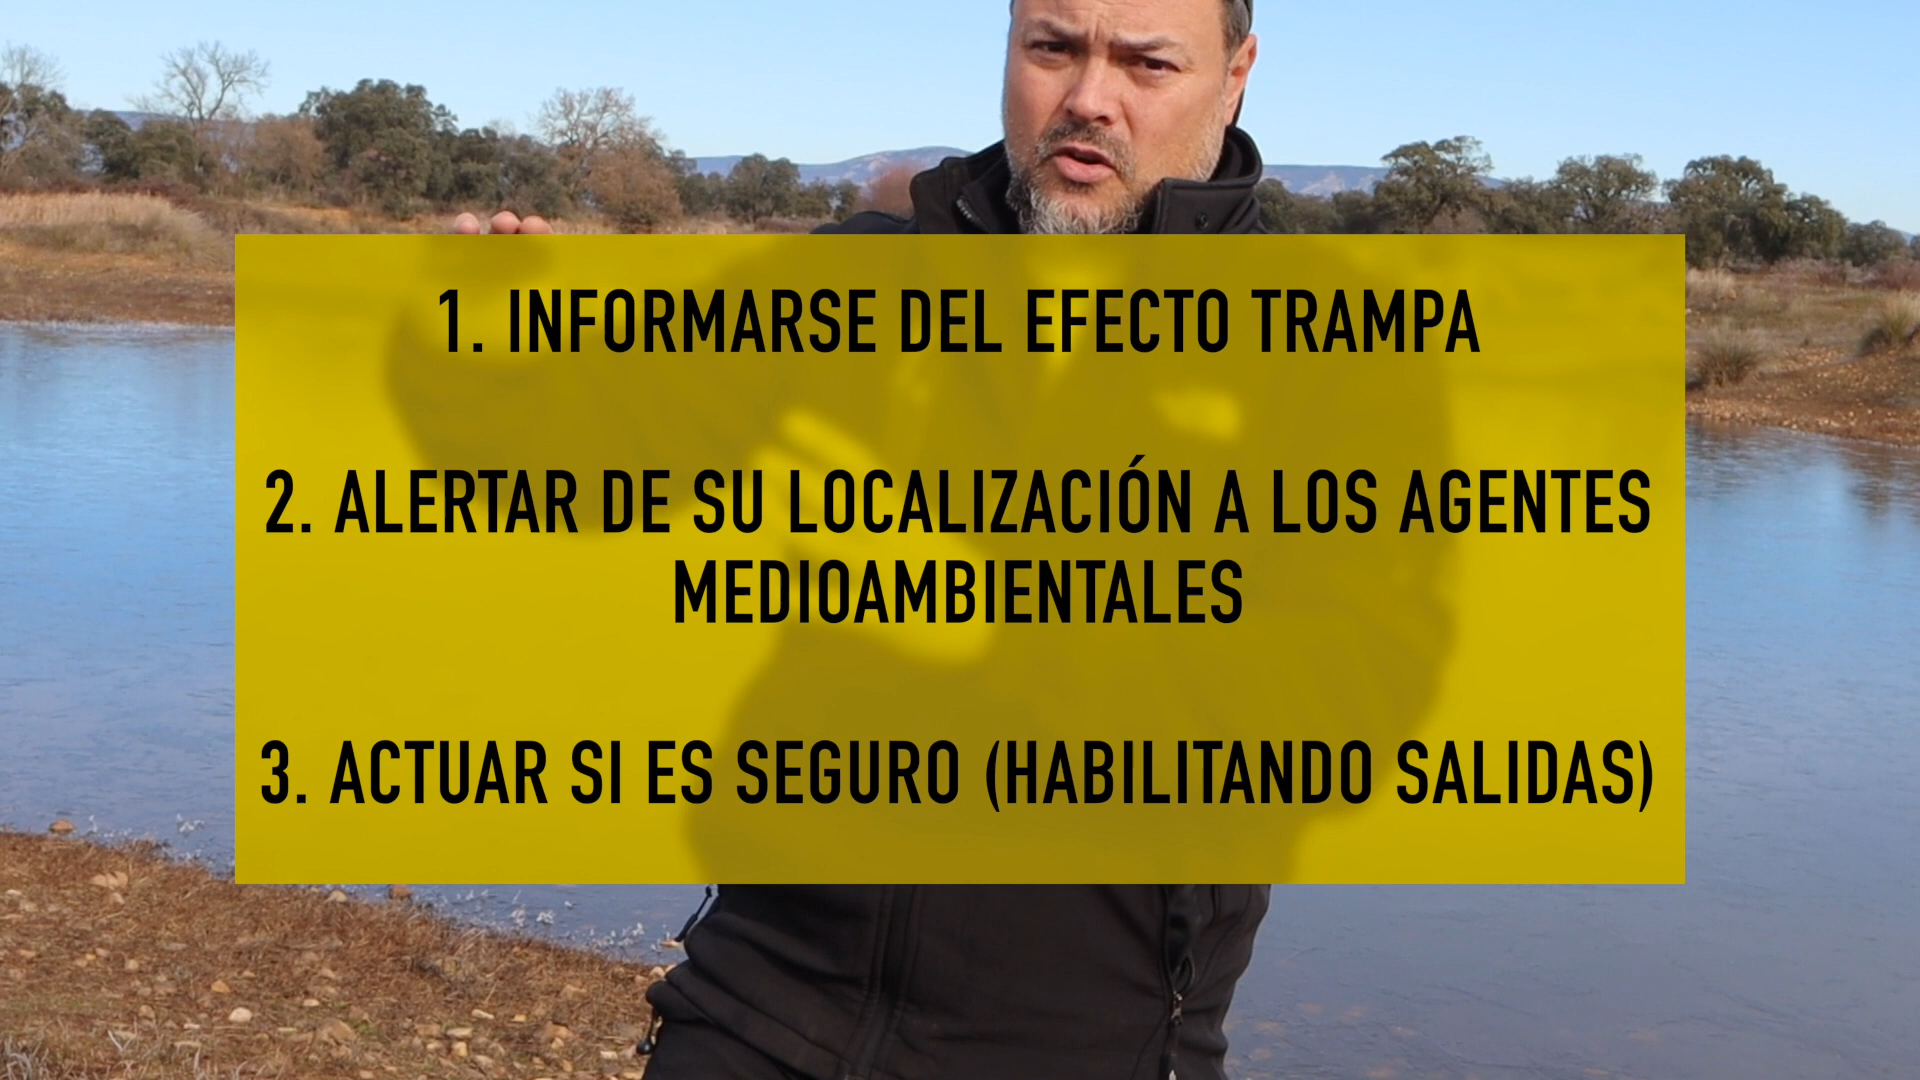 1. INFORMARSE DEL EFECTO TRAMPA
2. ALERTAR DE SU LOCALIZACIÓN A LOS AGENTES
MEDIOAMBIENTALES
3. ACTUAR SI ES SEGURO (HABILITANDO SALIDAS)